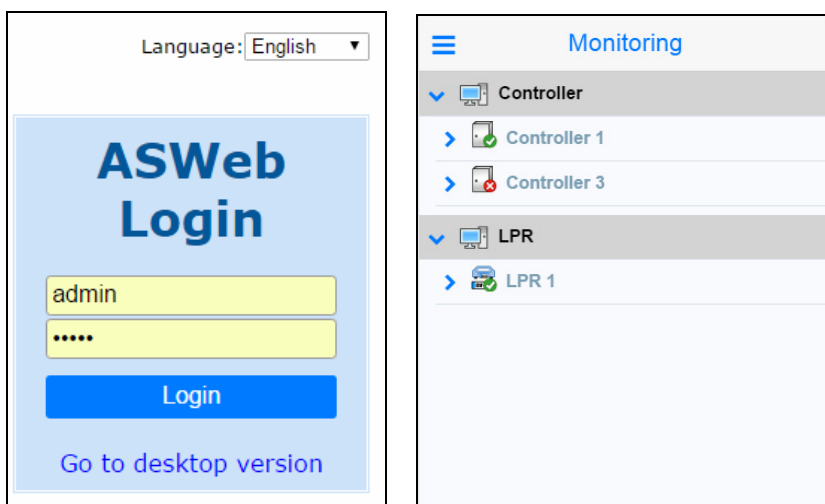 Language: English
ASWeb
Login
admin
•••••
Login
Go to desktop version
Monitoring
Controller
Controller 1
Controller 3
LPR
LPR 1